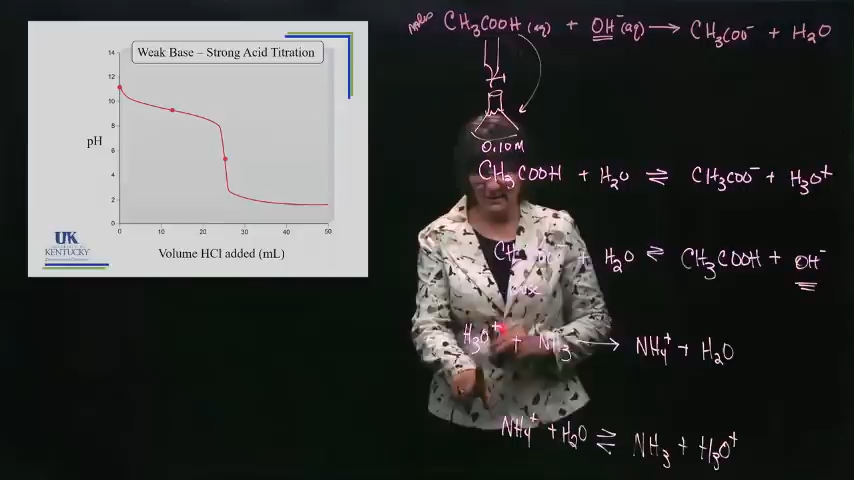 Weak Base – Strong Acid Titration
14
12
10
8
6
4
2
0
pH
0 10 20 30 40 50
Volume HCl added (mL)
UK
KENTUCKY
CH₃COOH (aq) + OH⁻ (aq) → CH₃COO⁻ + H₂O
0.10M
CH₃COOH + H₂O ⇌ CH₃COO⁻ + H₃O⁺
+ H₂O ⇌ CH₃COOH + OH⁻
H₃O⁺ + NH₃ → NH₄⁺ + H₂O
NH₄⁺ + H₂O ⇌ NH₃ + H₃O⁺